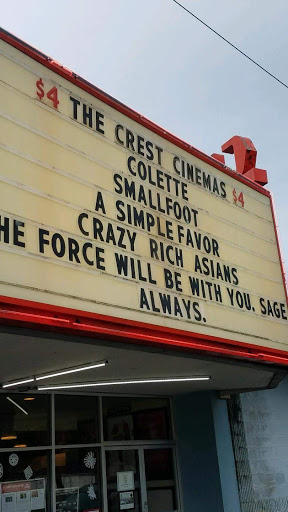 $4 THE CREST CINEMAS $4
COLETTE
SMALLFOOT
A SIMPLE FAVOR
CRAZY RICH ASIANS
HE FORCE WILL BE WITH YOU, SAGE
ALWAYS.